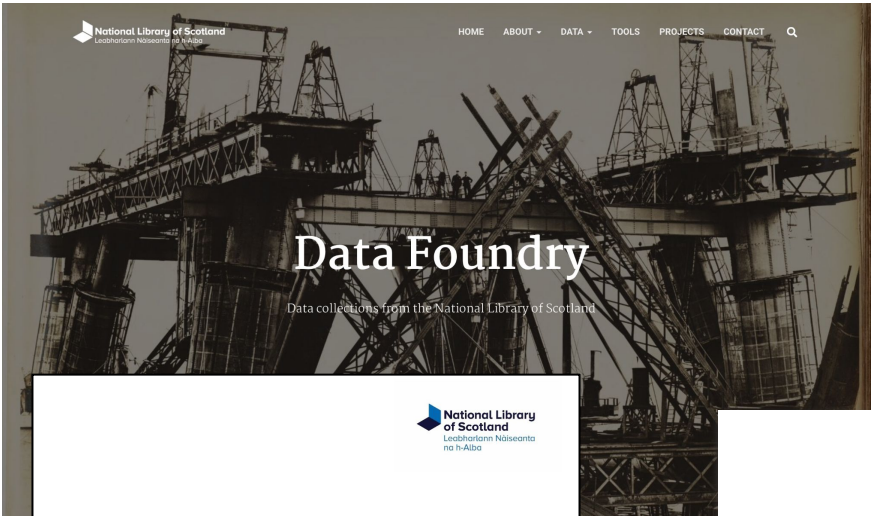 National Library of Scotland
Leabharlann Nàiseanta na h-Alba
HOME ABOUT DATA TOOLS PROJECTS CONTACT
Data Foundry
Data collections from the National Library of Scotland
National Library
of Scotland
Leabharlann Nàiseanta
na h-Alba